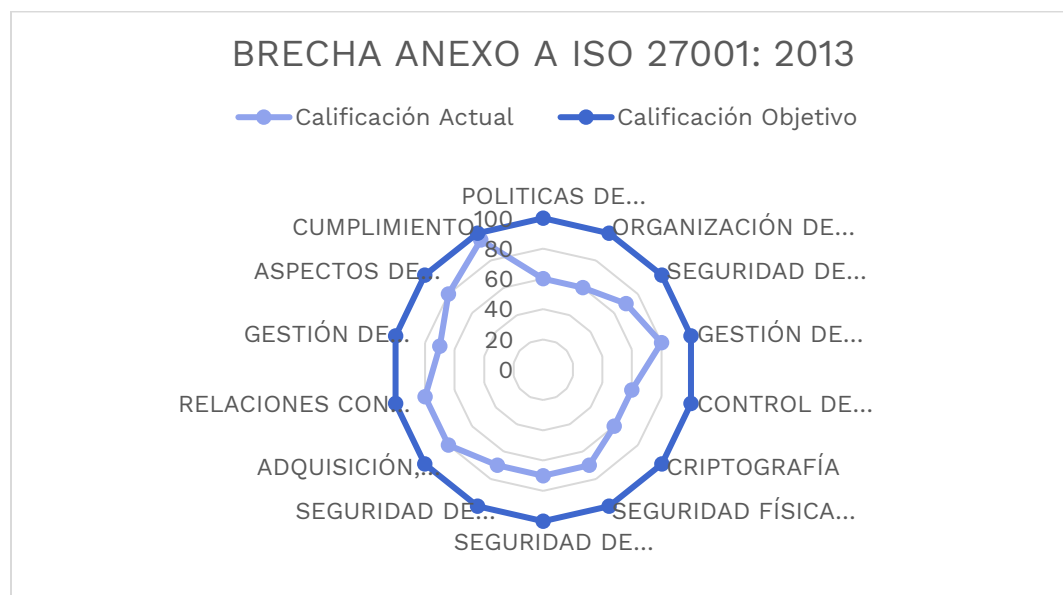 BRECHA ANEXO A ISO 27001: 2013
Calificación Actual Calificación Objetivo
POLITICAS DE...
ORGANIZACIÓN DE...
SEGURIDAD DE...
GESTIÓN DE...
CONTROL DE...
CRIPTOGRAFÍA
SEGURIDAD FÍSICA...
SEGURIDAD DE...
SEGURIDAD DE...
ADQUISICIÓN,...
RELACIONES CON...
GESTIÓN DE...
ASPECTOS DE...
CUMPLIMIENTO
100
80
60
40
20
0